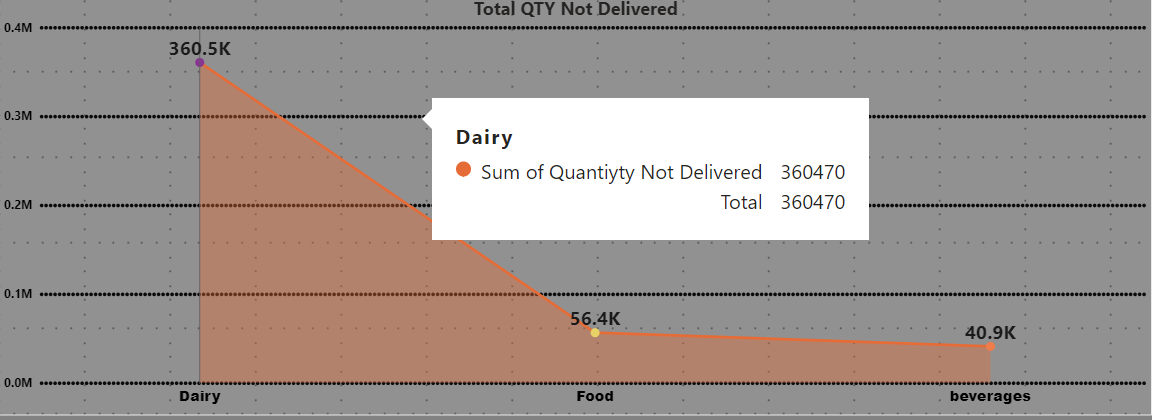 Total QTY Not Delivered
0.4M
360.5K
0.3M
Dairy
Sum of Quantiyty Not Delivered 360470
Total 360470
0.2M
0.1M
56.4K
40.9K
0.0M
Dairy Food beverages